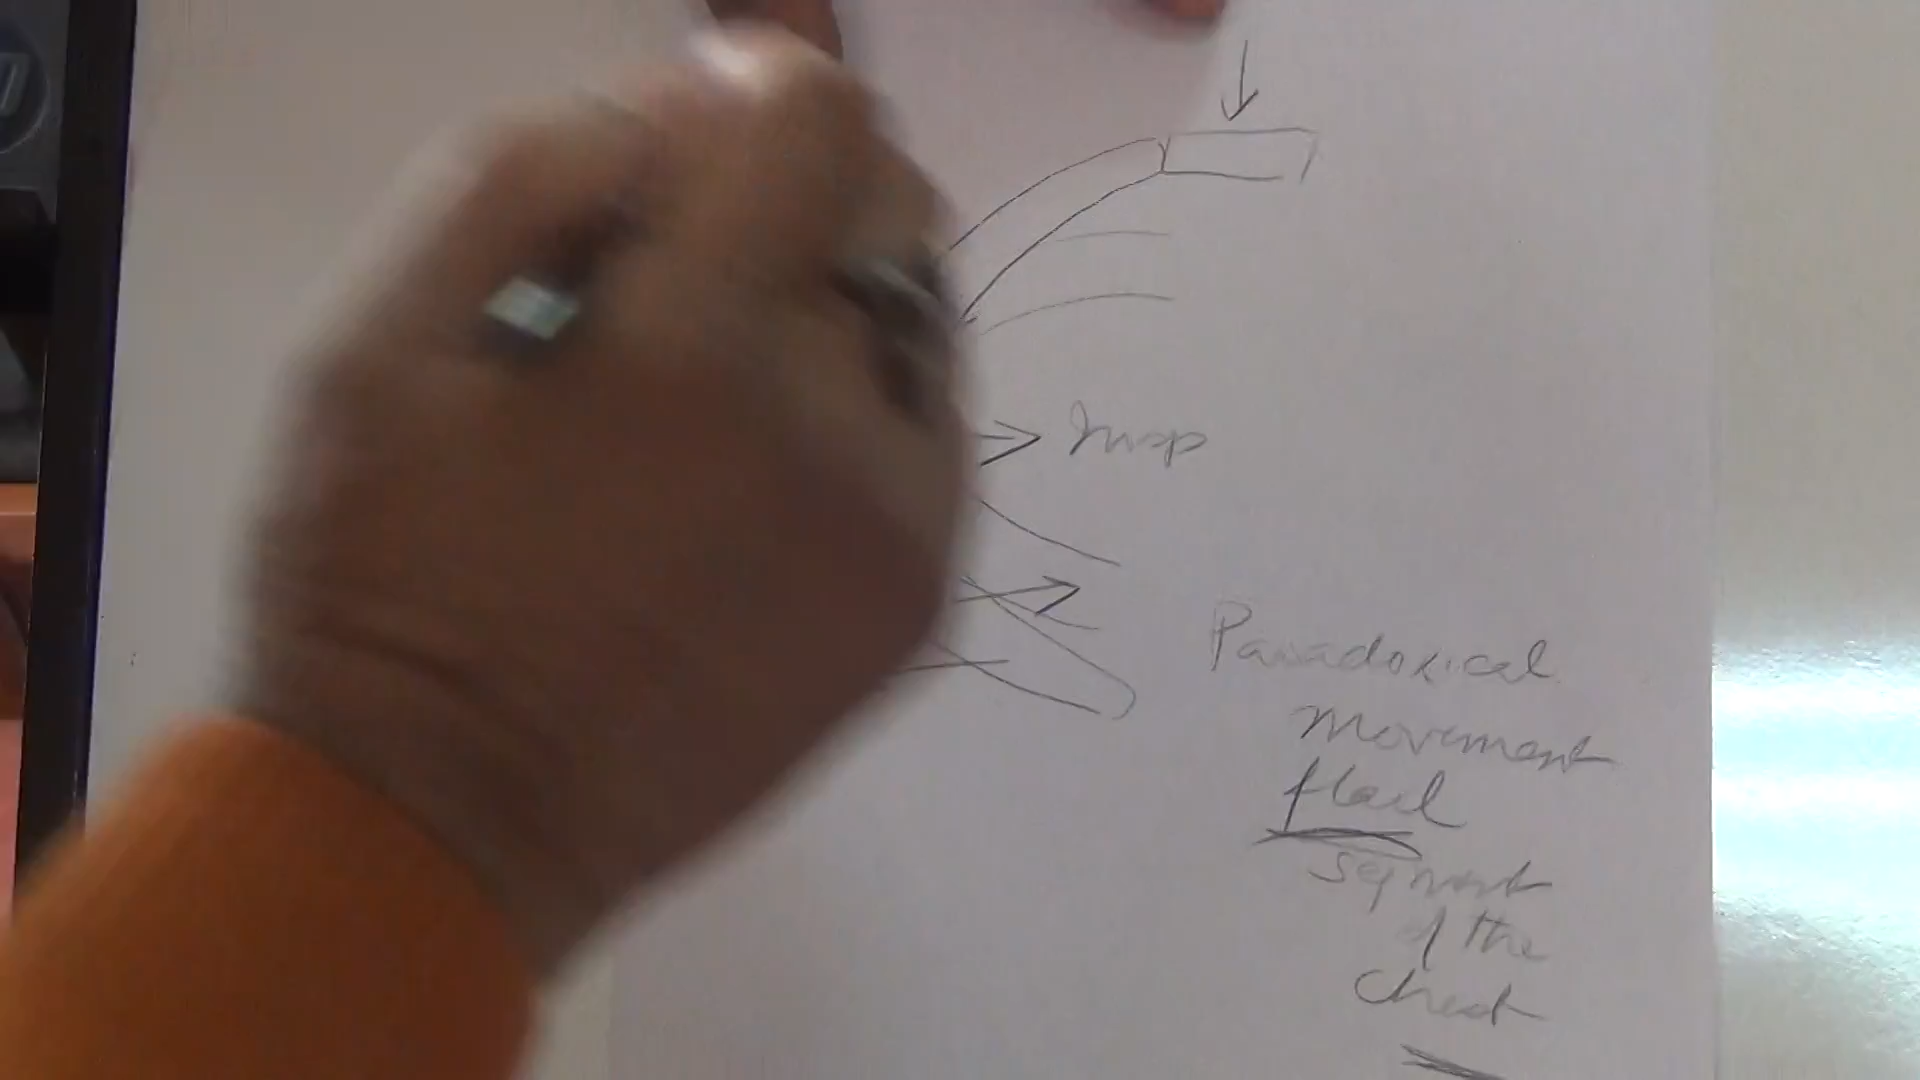 Insp
Paradoxical
movement
flail
segment
of the
chest